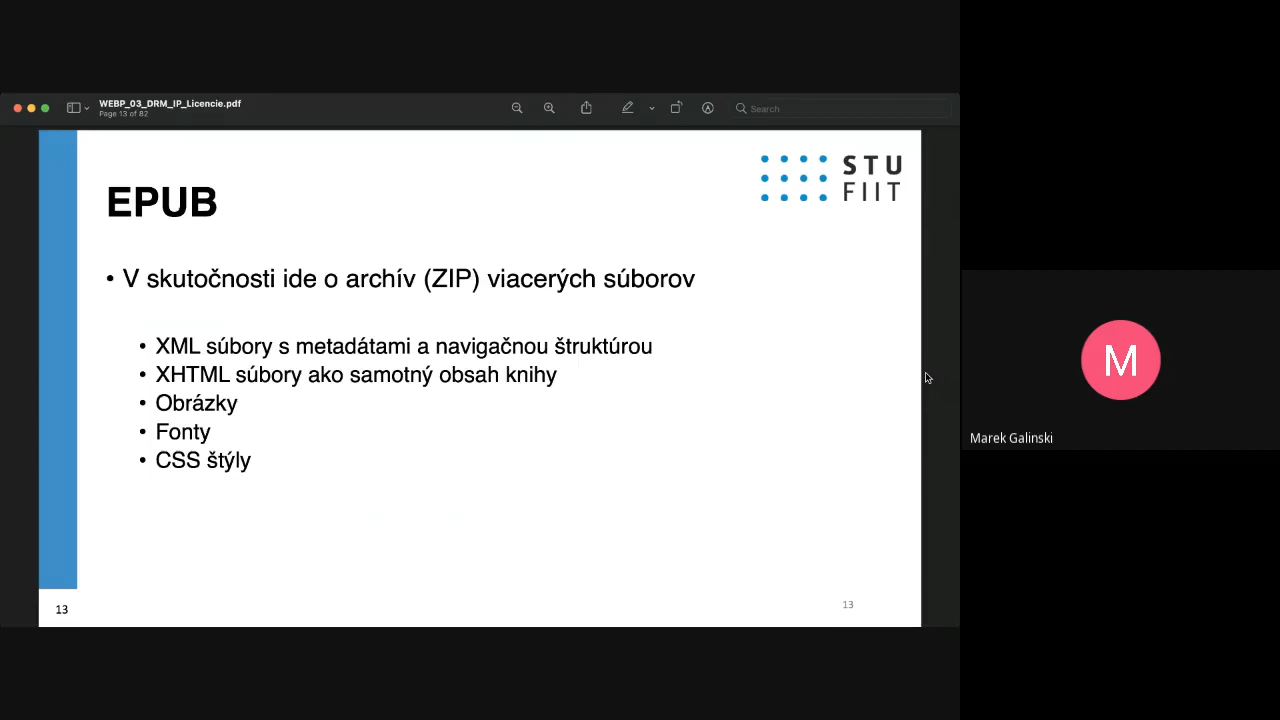 WEBP_03_DRM_IP_Licencie.pdf
Page 13 of 82
Search
STU
FIIT
EPUB
• V skutočnosti ide o archív (ZIP) viacerých súborov
• XML súbory s metadátami a navigačnou štruktúrou
• XHTML súbory ako samotný obsah knihy
• Obrázky
• Fonty
• CSS štýly
13
13
M
Marek Galinski